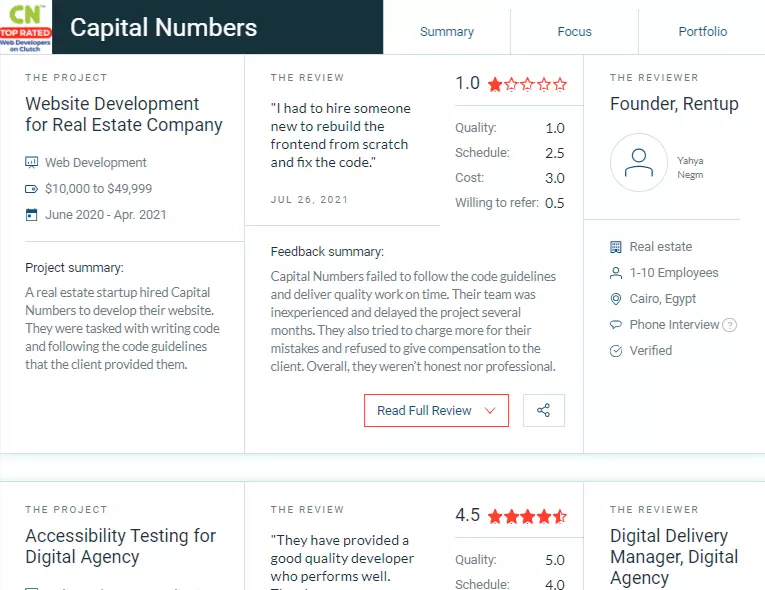 CN
TOP RATED
Web Developers
on Clutch
Capital Numbers
Summary
Focus
Portfolio
THE PROJECT
Website Development
for Real Estate Company
Web Development
$10,000 to $49,999
June 2020 - Apr. 2021
Project summary:
A real estate startup hired Capital
Numbers to develop their website.
They were tasked with writing code
and following the code guidelines
that the client provided them.
THE REVIEW
"I had to hire someone
new to rebuild the
frontend from scratch
and fix the code."
JUL 26, 2021
1.0
Quality: 1.0
Schedule: 2.5
Cost: 3.0
Willing to refer: 0.5
Feedback summary:
Capital Numbers failed to follow the code guidelines
and deliver quality work on time. Their team was
inexperienced and delayed the project several
months. They also tried to charge more for their
mistakes and refused to give compensation to the
client. Overall, they weren't honest nor professional.
Read Full Review
THE REVIEWER
Founder, Rentup
Yahya
Negm
Real estate
1-10 Employees
Cairo, Egypt
Phone Interview ?
Verified
THE PROJECT
Accessibility Testing for
Digital Agency
THE REVIEW
"They have provided a
good quality developer
who performs well.
4.5
Quality: 5.0
Schedule: 4.0
THE REVIEWER
Digital Delivery
Manager, Digital
Agency